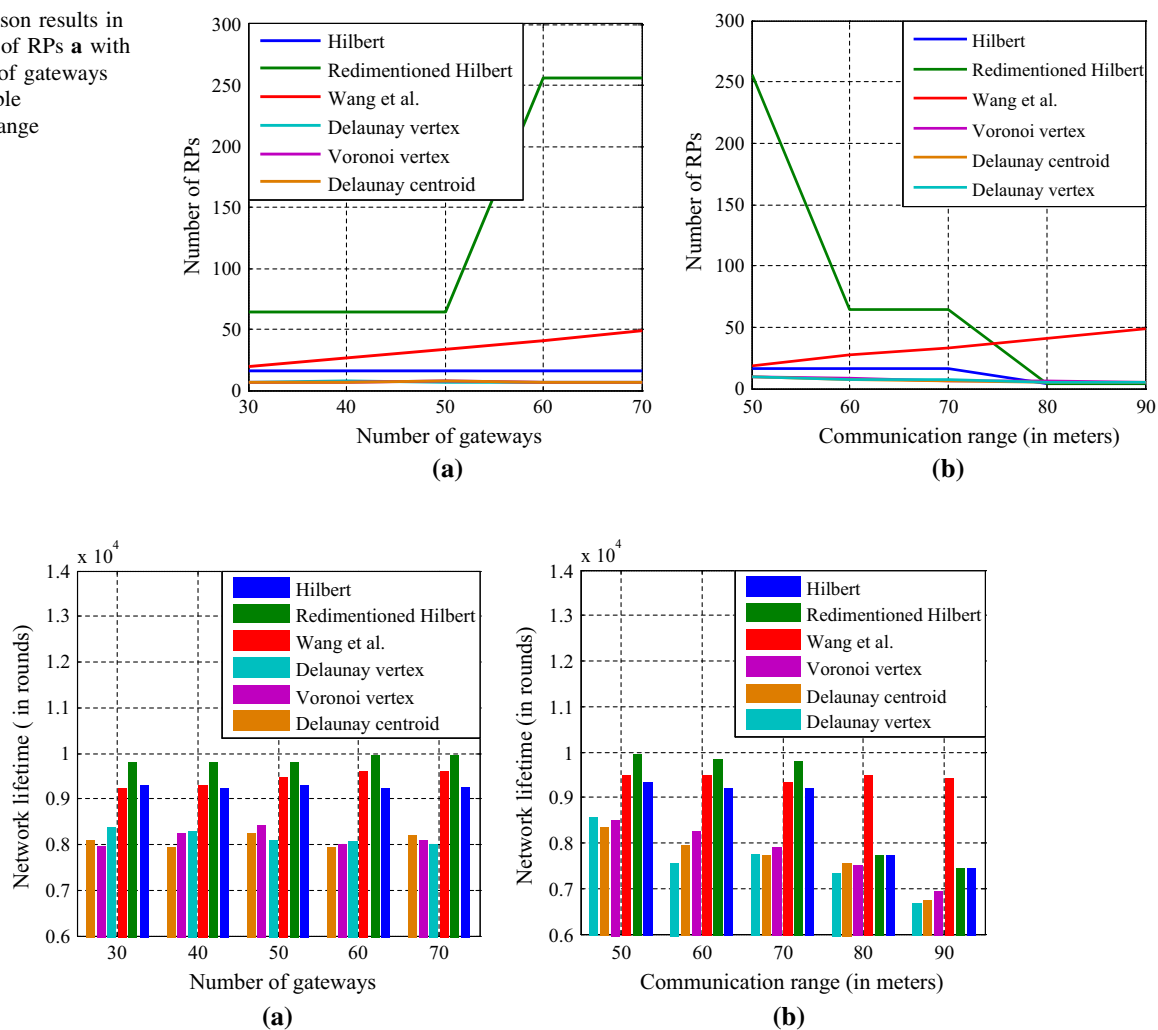 son results in
of RPs a with
of gateways
ble
ange
300
250
200
150
100
50
0
Number of RPs
Hilbert
Redimentioned Hilbert
Wang et al.
Delaunay vertex
Voronoi vertex
Delaunay centroid
30 40 50 60 70
Number of gateways
(a)
300
250
200
150
100
50
0
Number of RPs
Hilbert
Redimentioned Hilbert
Wang et al.
Voronoi vertex
Delaunay centroid
Delaunay vertex
50 60 70 80 90
Communication range (in meters)
(b)
x 10^4
1.4
1.3
1.2
1.1
1
0.9
0.8
0.7
0.6
Network lifetime ( in rounds)
Hilbert
Redimentioned Hilbert
Wang et al.
Delaunay vertex
Voronoi vertex
Delaunay centroid
30 40 50 60 70
Number of gateways
(a)
x 10^4
1.4
1.3
1.2
1.1
1
0.9
0.8
0.7
0.6
Network lifetime (in rounds)
Hilbert
Redimentioned Hilbert
Wang et al.
Voronoi vertex
Delaunay centroid
Delaunay vertex
50 60 70 80 90
Communication range (in meters)
(b)